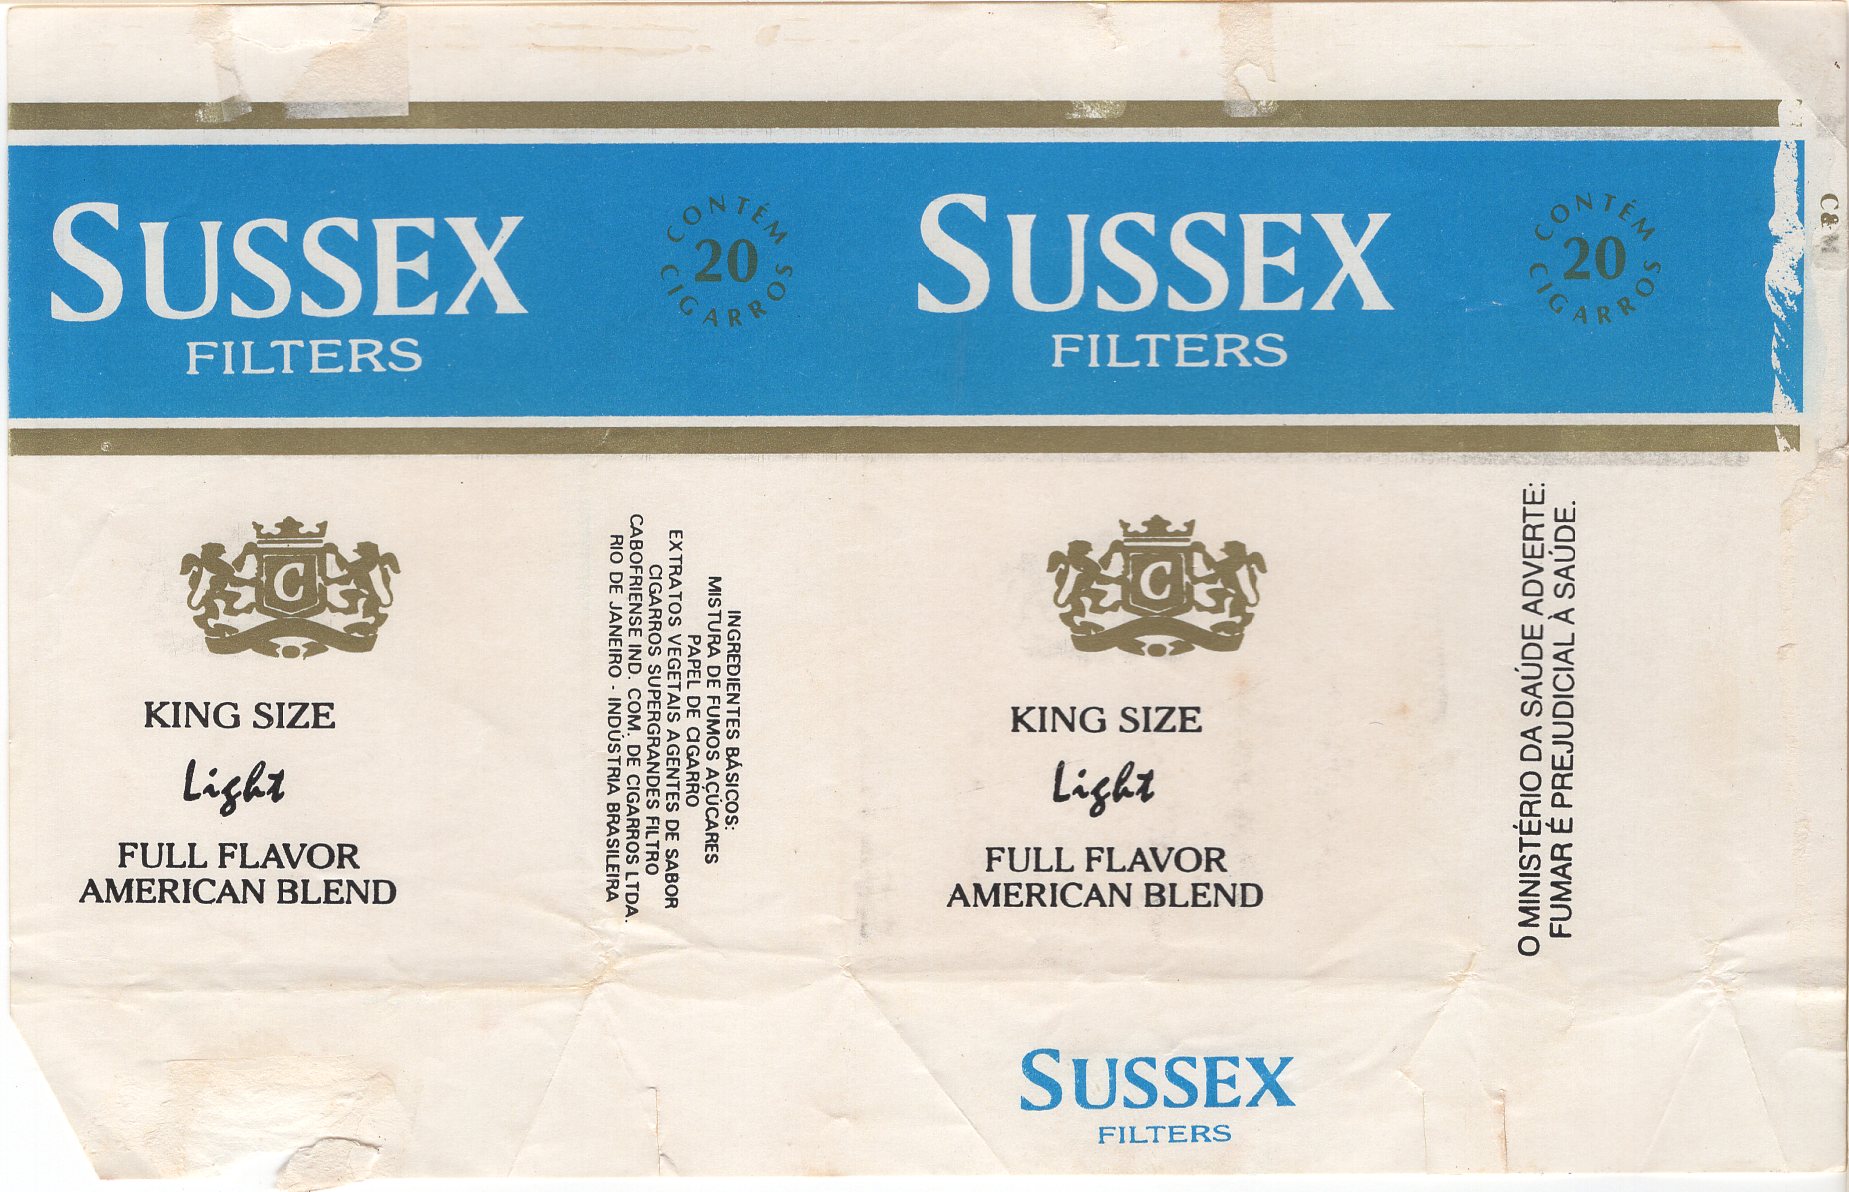 SUSSEX
FILTERS
CONTÉM
20
CIGARROS
SUSSEX
FILTERS
CONTÉM
20
CIGARROS
C&M
C
KING SIZE
Light
FULL FLAVOR
AMERICAN BLEND
INGREDIENTES BÁSICOS:
MISTURA DE FUMOS AÇÚCARES
PAPEL DE CIGARRO
EXTRATOS VEGETAIS AGENTES DE SABOR
CIGARROS SUPERGRANDES FILTRO
CABOFRIENSE IND. COM. DE CIGARROS LTDA.
RIO DE JANEIRO - INDÚSTRIA BRASILEIRA
C
KING SIZE
Light
FULL FLAVOR
AMERICAN BLEND
O MINISTÉRIO DA SAÚDE ADVERTE:
FUMAR É PREJUDICIAL À SAÚDE.
SUSSEX
FILTERS